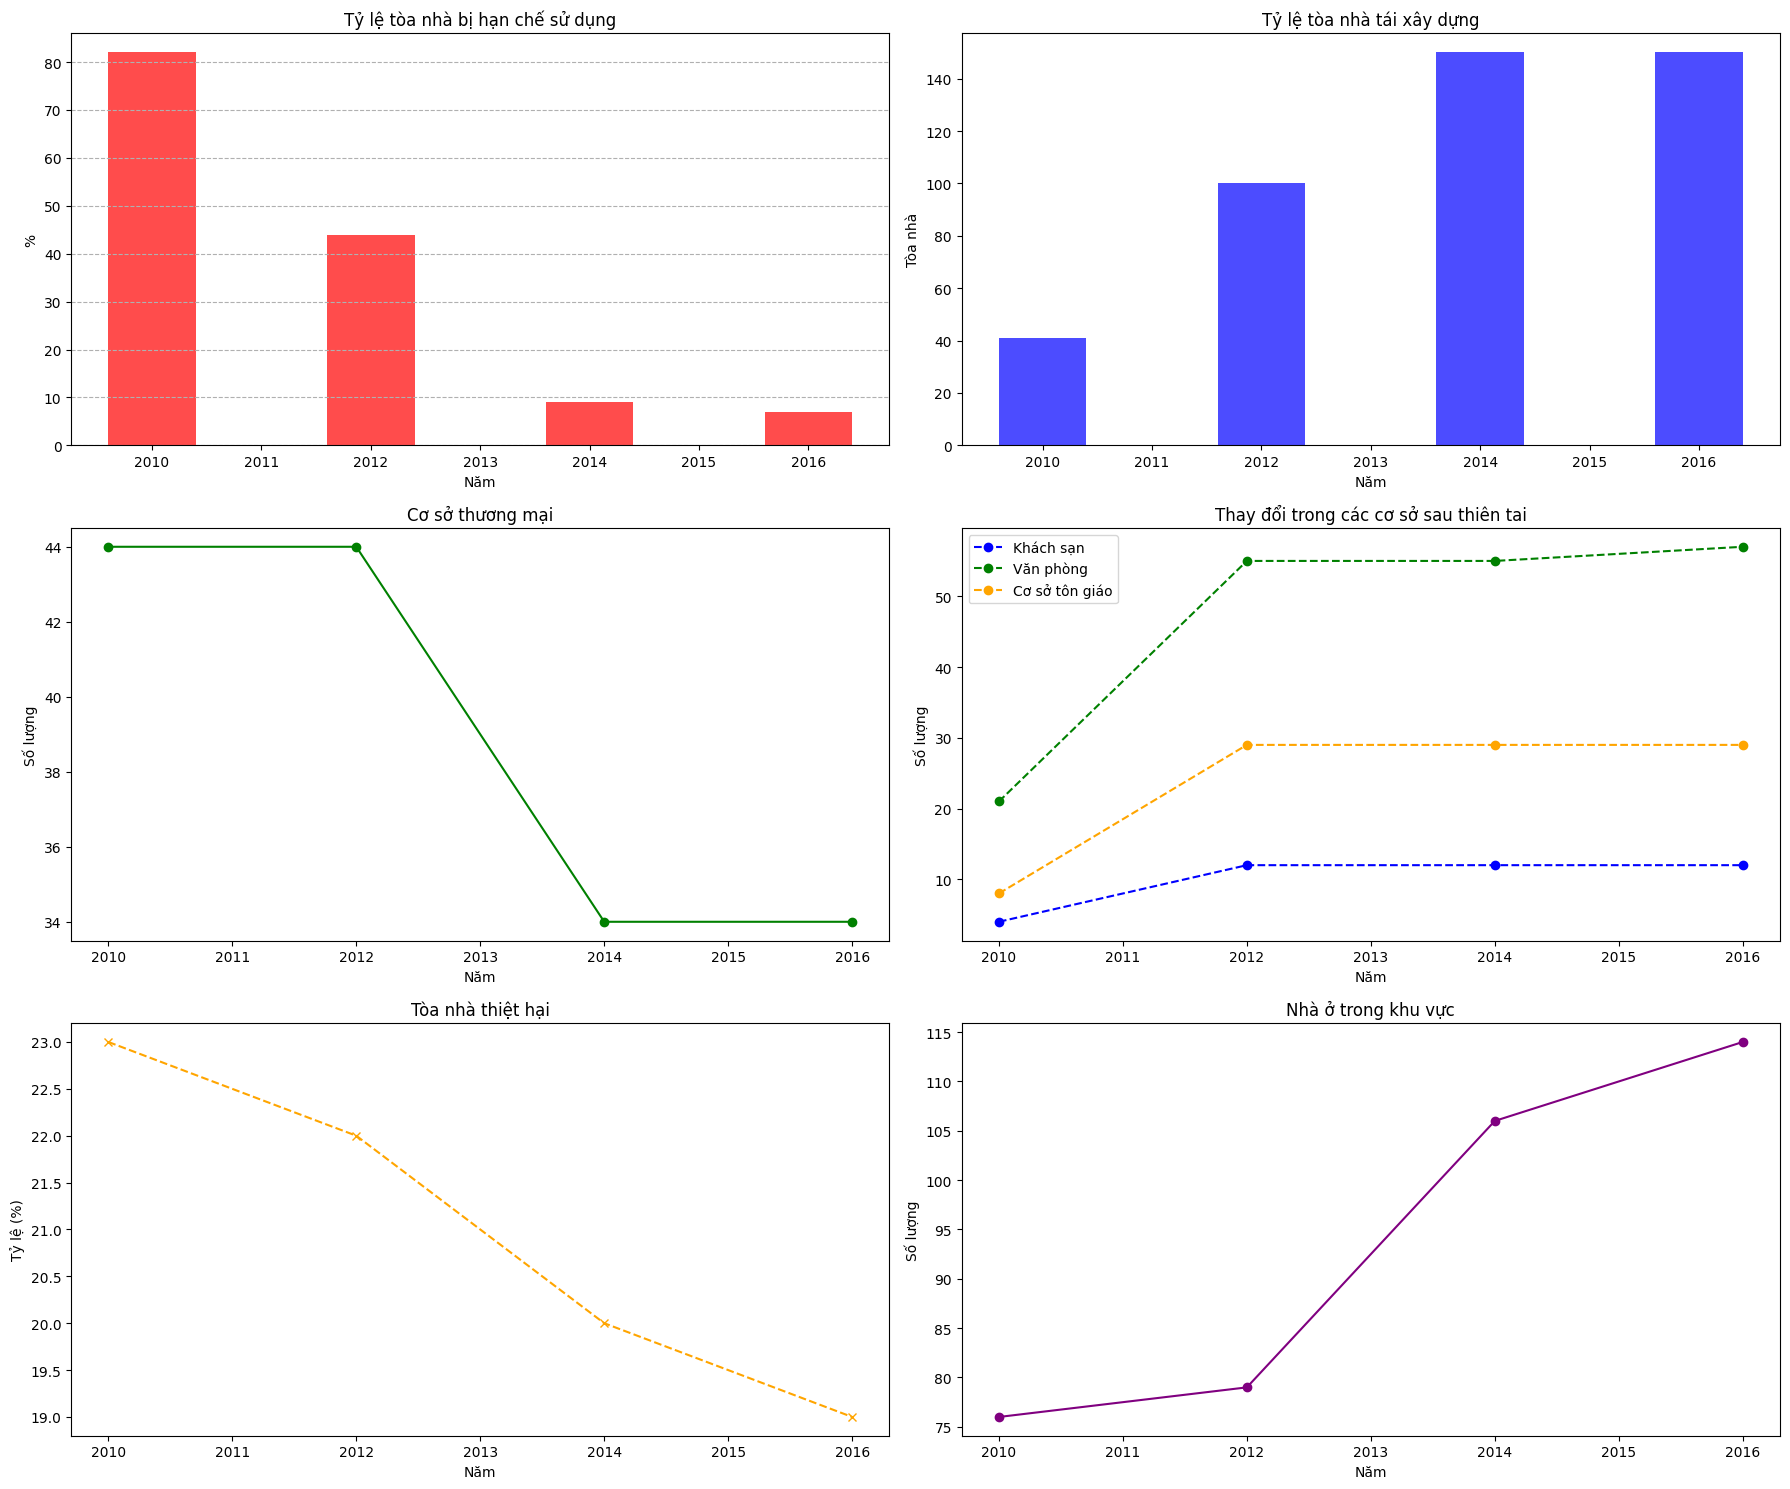 Tỷ lệ tòa nhà bị hạn chế sử dụng
%
80
70
60
50
40
30
20
10
0
2010 2011 2012 2013 2014 2015 2016
Năm
Tỷ lệ tòa nhà tái xây dựng
Tòa nhà
140
120
100
80
60
40
20
0
2010 2011 2012 2013 2014 2015 2016
Năm
Cơ sở thương mại
Số lượng
44
42
40
38
36
34
2010 2011 2012 2013 2014 2015 2016
Năm
Thay đổi trong các cơ sở sau thiên tai
Khách sạn
Văn phòng
Cơ sở tôn giáo
Số lượng
50
40
30
20
10
2010 2011 2012 2013 2014 2015 2016
Năm
Tòa nhà thiệt hại
Tỷ lệ (%)
23.0
22.5
22.0
21.5
21.0
20.5
20.0
19.5
19.0
2010 2011 2012 2013 2014 2015 2016
Năm
Nhà ở trong khu vực
Số lượng
115
110
105
100
95
90
85
80
75
2010 2011 2012 2013 2014 2015 2016
Năm